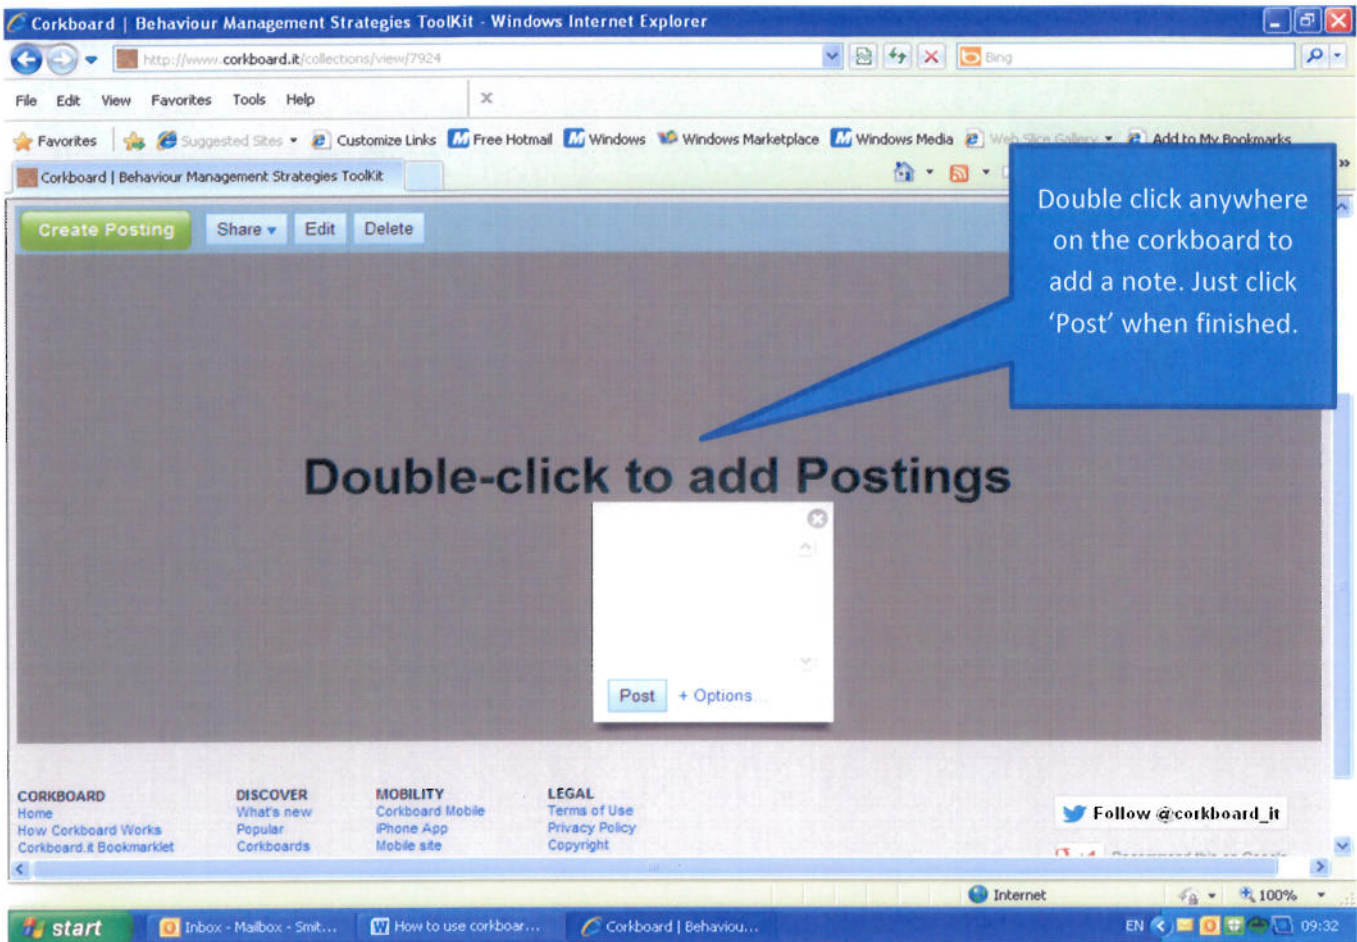 Corkboard | Behaviour Management Strategies ToolKit - Windows Internet Explorer
http://www.corkboard.it/collections/view/7924
Bing
File Edit View Favorites Tools Help
Favorites Suggested Sites Customize Links Free Hotmail Windows Windows Marketplace Windows Media Web Slice Gallery Add to My Bookmarks
Corkboard | Behaviour Management Strategies ToolKit
Create Posting Share Edit Delete
Double click anywhere
on the corkboard to
add a note. Just click
‘Post’ when finished.
Double-click to add Postings
Post + Options...
CORKBOARD
Home
How Corkboard Works
Corkboard.it Bookmarklet
DISCOVER
What's new
Popular
Corkboards
MOBILITY
Corkboard Mobile
iPhone App
Mobile site
LEGAL
Terms of Use
Privacy Policy
Copyright
Follow @corkboard_it
Internet 100%
start Inbox - Mailbox - Smit... How to use corkboar... Corkboard | Behaviou... EN 09:32